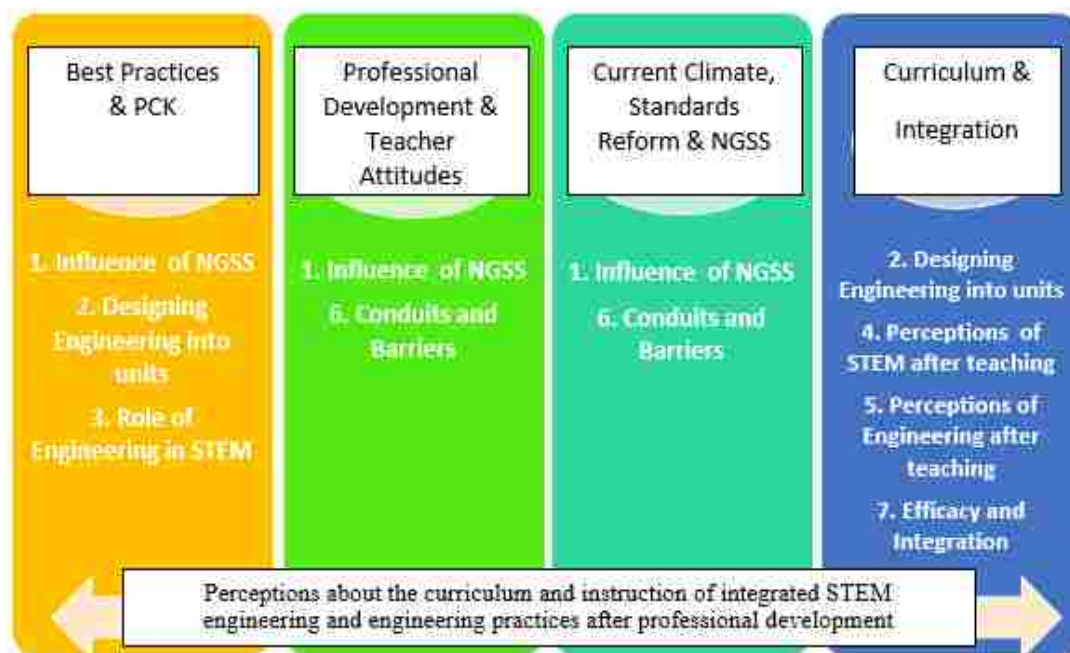 Best Practices
& PCK
1. Influence of NGSS
2. Designing
Engineering into
units
3. Role of
Engineering in STEM
Professional
Development &
Teacher
Attitudes
1. Influence of NGSS
6. Conduits and
Barriers
Current Climate,
Standards
Reform & NGSS
1. Influence of NGSS
6. Conduits and
Barriers
Curriculum &
Integration
2. Designing
Engineering into units
4. Perceptions of
STEM after teaching
5. Perceptions of
Engineering after
teaching
7. Efficacy and
Integration
Perceptions about the curriculum and instruction of integrated STEM
engineering and engineering practices after professional development